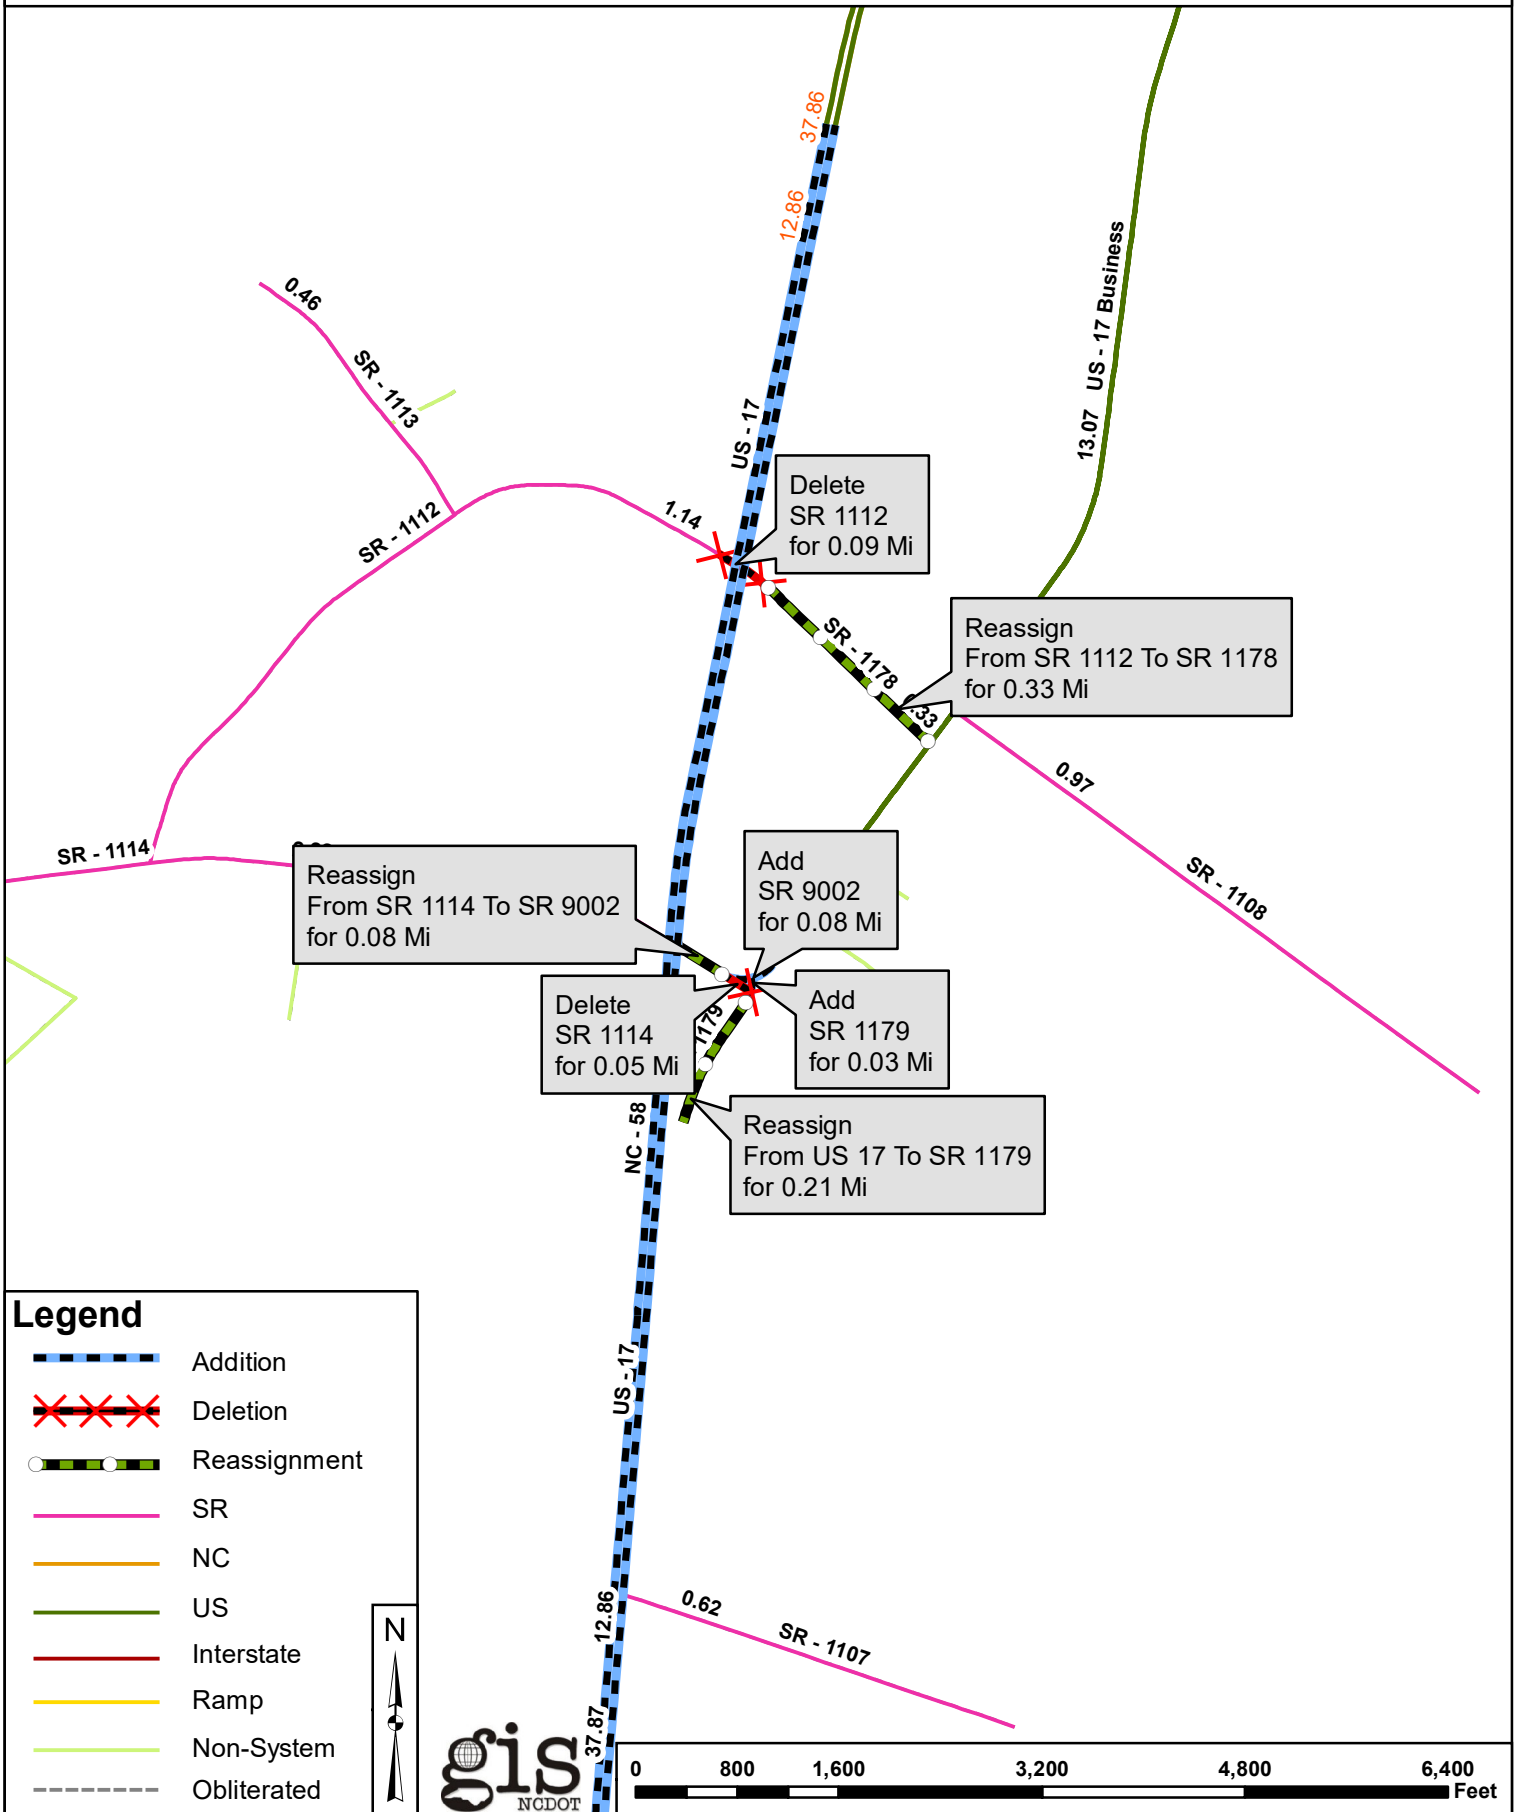 37.86
12.86
US - 17 Business
13.07
0.46
SR - 1113
US - 17
Delete
SR 1112
for 0.09 Mi
1.14
SR - 1112
Reassign
From SR 1112 To SR 1178
for 0.33 Mi
SR - 1178
.33
0.97
SR - 1108
SR - 1114
Reassign
From SR 1114 To SR 9002
for 0.08 Mi
Add
SR 9002
for 0.08 Mi
Delete
SR 1114
for 0.05 Mi
1179
Add
SR 1179
for 0.03 Mi
NC - 58
Reassign
From US 17 To SR 1179
for 0.21 Mi
US - 17
12.86
0.62
SR - 1107
37.87
Legend
Addition
Deletion
Reassignment
SR
NC
US
Interstate
Ramp
Non-System
Obliterated
N
gis
NCDOT
0 800 1,600 3,200 4,800 6,400
Feet